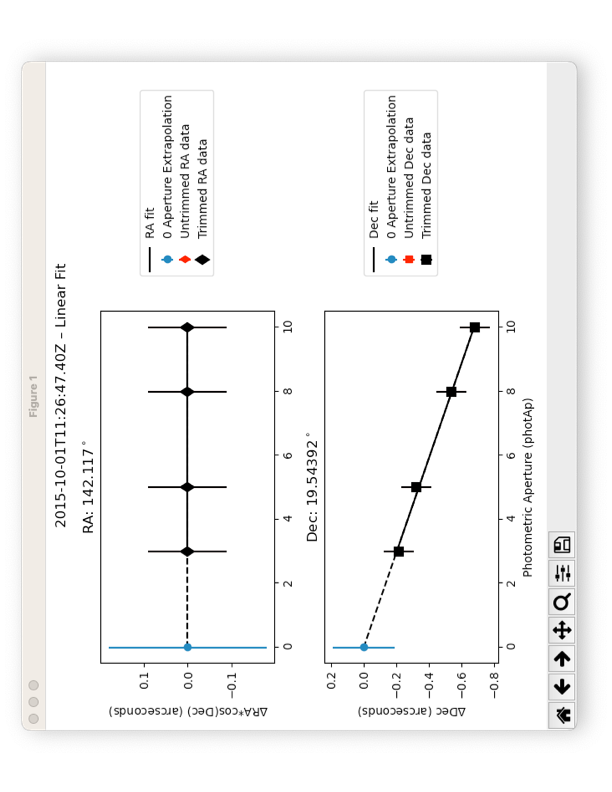 Figure 1
2015-10-01T11:26:47.40Z – Linear Fit
RA: 142.117°
0.1
0.0
−0.1
ΔRA*cos(Dec) (arcseconds)
0 2 4 6 8 10
RA fit
0 Aperture Extrapolation
Untrimmed RA data
Trimmed RA data
Dec: 19.54392°
0.2
0.0
−0.2
−0.4
−0.6
−0.8
ΔDec (arcseconds)
0 2 4 6 8 10
Photometric Aperture (photAp)
Dec fit
0 Aperture Extrapolation
Untrimmed Dec data
Trimmed Dec data